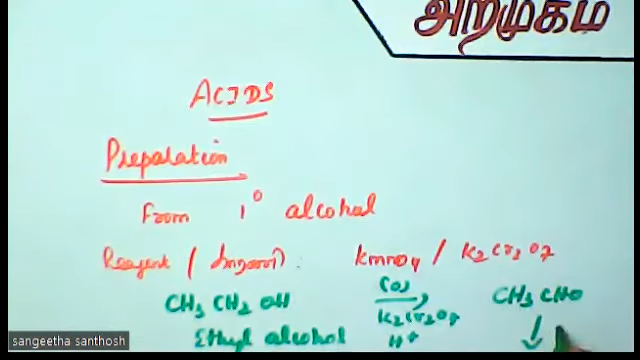 அறிமுகம்
ACIDS
Preparation
From 1° alcohol
Reagent / காரணி : KMnO4 / K2Cr2O7
CH3 CH2 OH (O) → K2Cr2O7 H+ CH3 CHO
Ethyl alcohol ↓
sangeetha santhosh